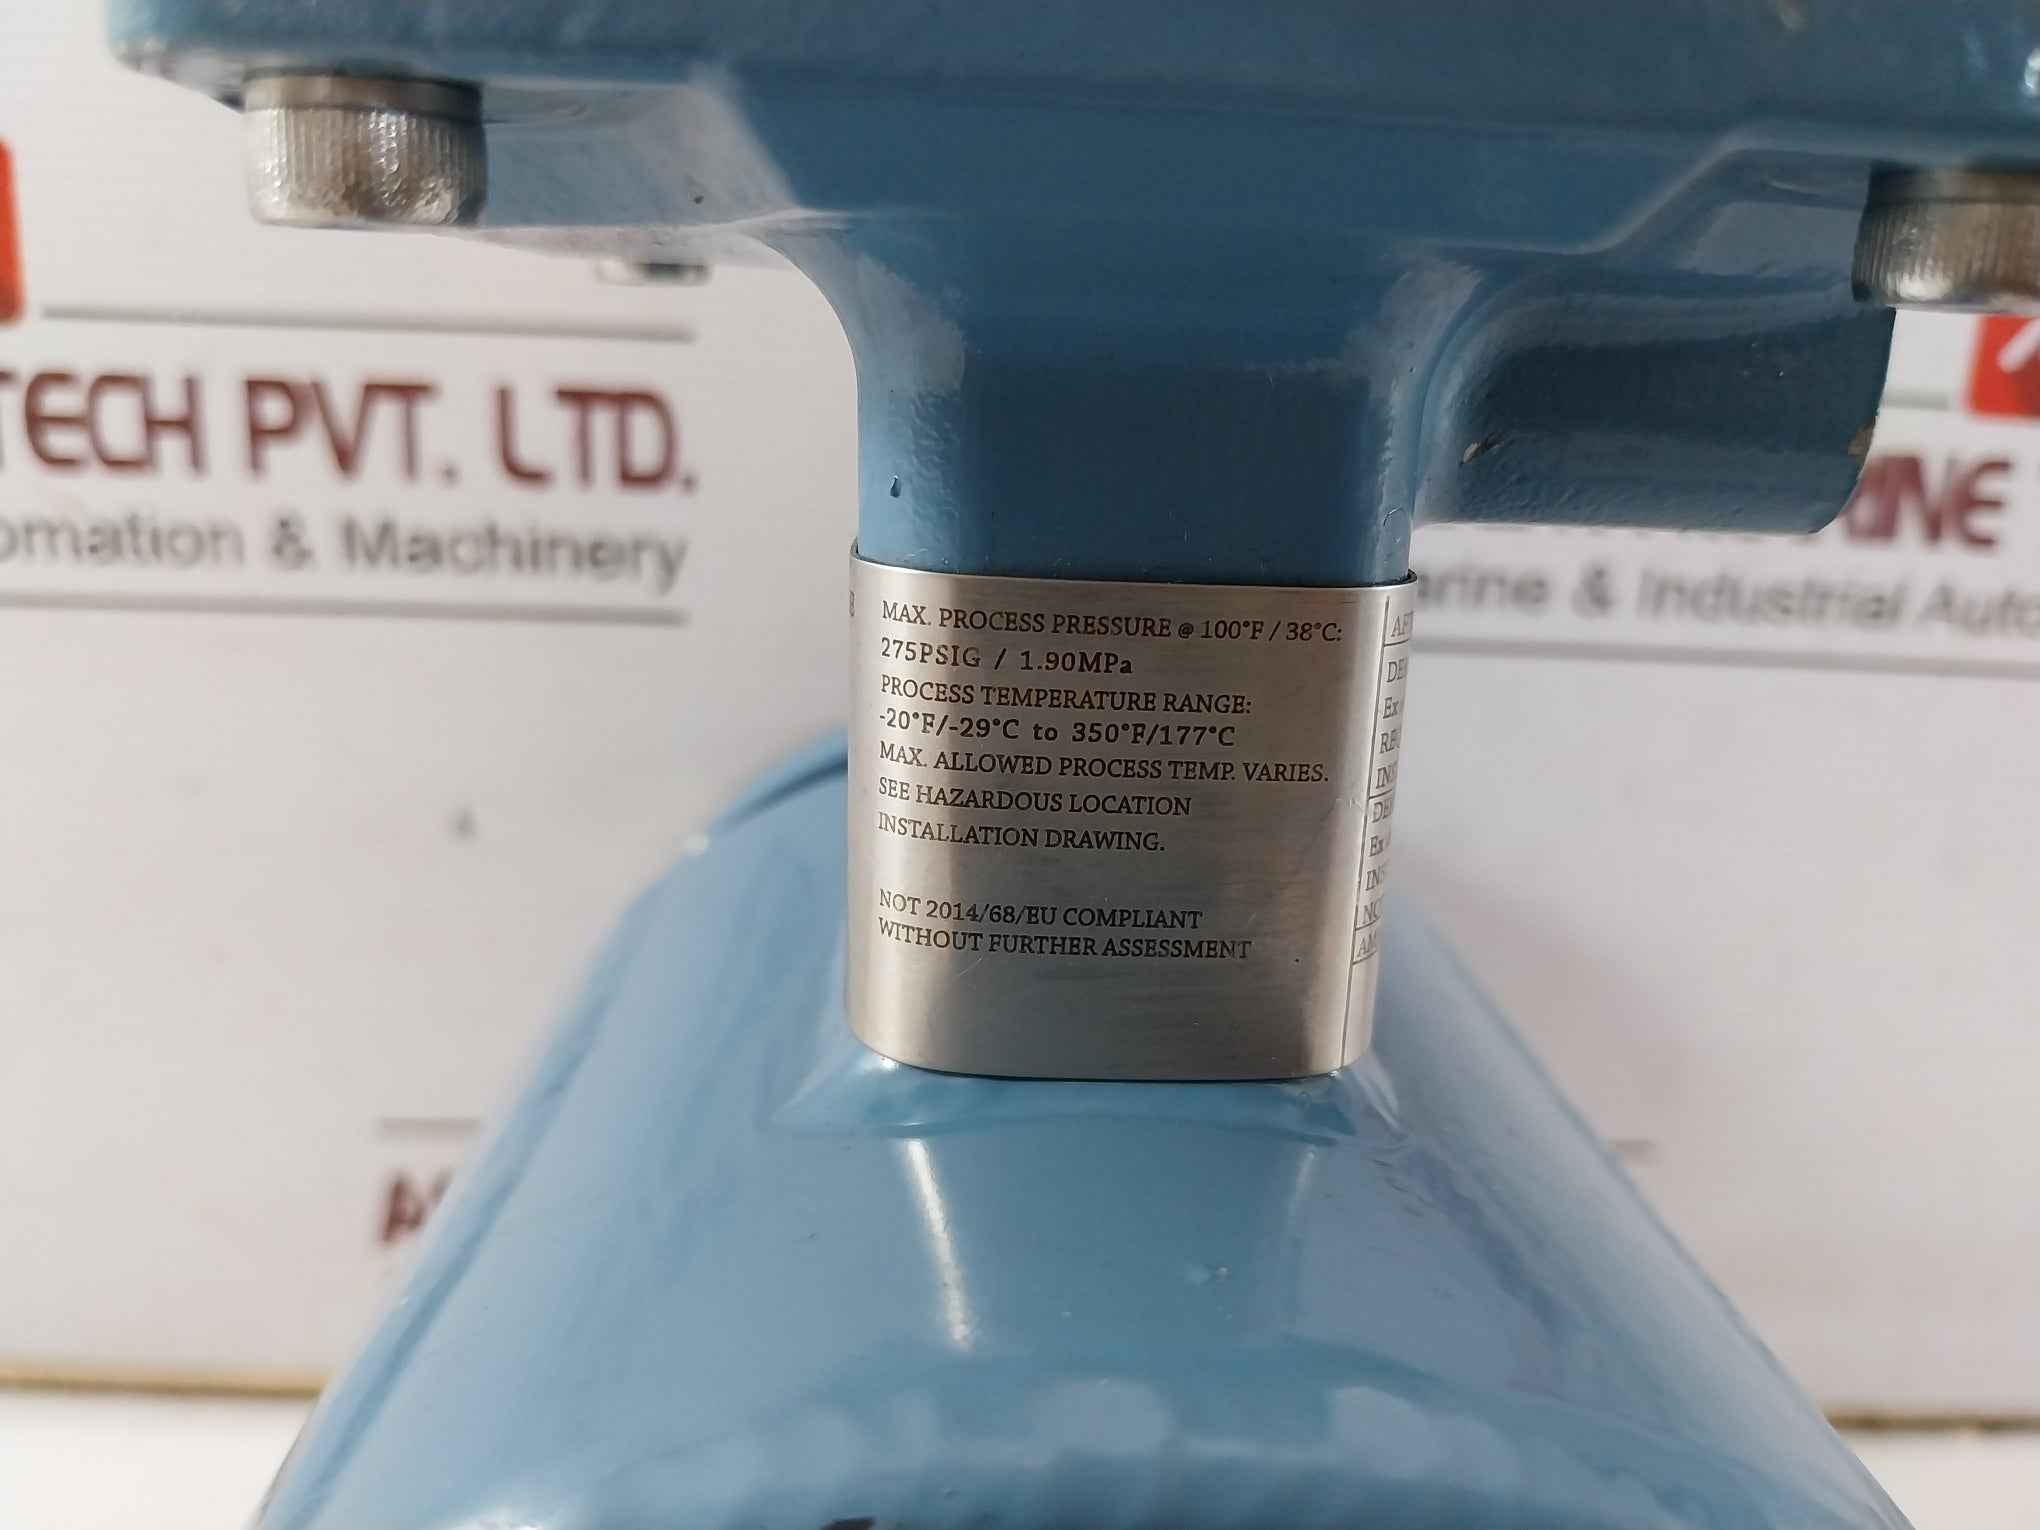 TECH PVT. LTD.
omation & Machinery
INE
arine & Industrial Auto
MAX. PROCESS PRESSURE @ 100°F / 38°C:
275PSIG / 1.90MPa
PROCESS TEMPERATURE RANGE:
-20°F/-29°C to 350°F/177°C
MAX. ALLOWED PROCESS TEMP. VARIES.
SEE HAZARDOUS LOCATION
INSTALLATION DRAWING.
NOT 2014/68/EU COMPLIANT
WITHOUT FURTHER ASSESSMENT